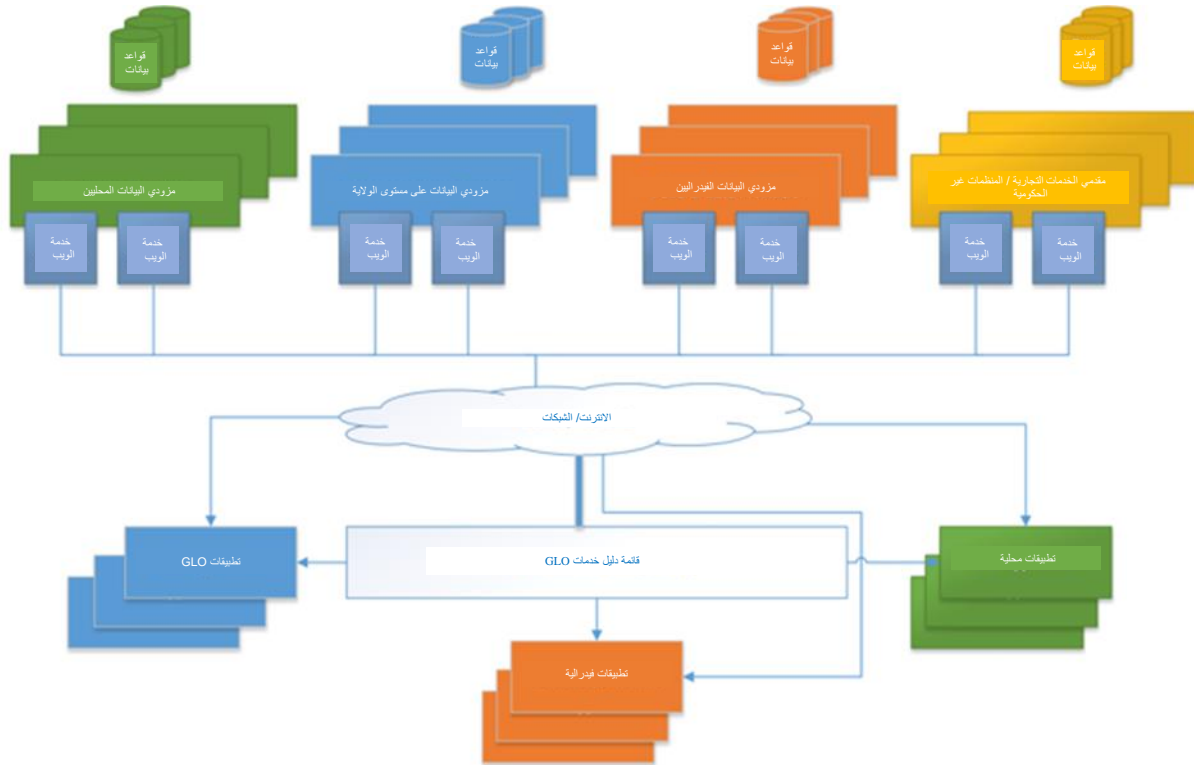 قواعد
بيانات
قواعد
بيانات
قواعد
بيانات
قواعد
بيانات
مزودي البيانات المحليين
مزودي البيانات على مستوى الولاية
مزودي البيانات الفيدراليين
مقدمي الخدمات التجارية / المنظمات غير
الحكومية
خدمة
الويب
خدمة
الويب
خدمة
الويب
خدمة
الويب
خدمة
الويب
خدمة
الويب
خدمة
الويب
خدمة
الويب
الانترنت/ الشبكات
تطبيقات GLO
قائمة دليل خدمات GLO
تطبيقات محلية
تطبيقات فيدرالية